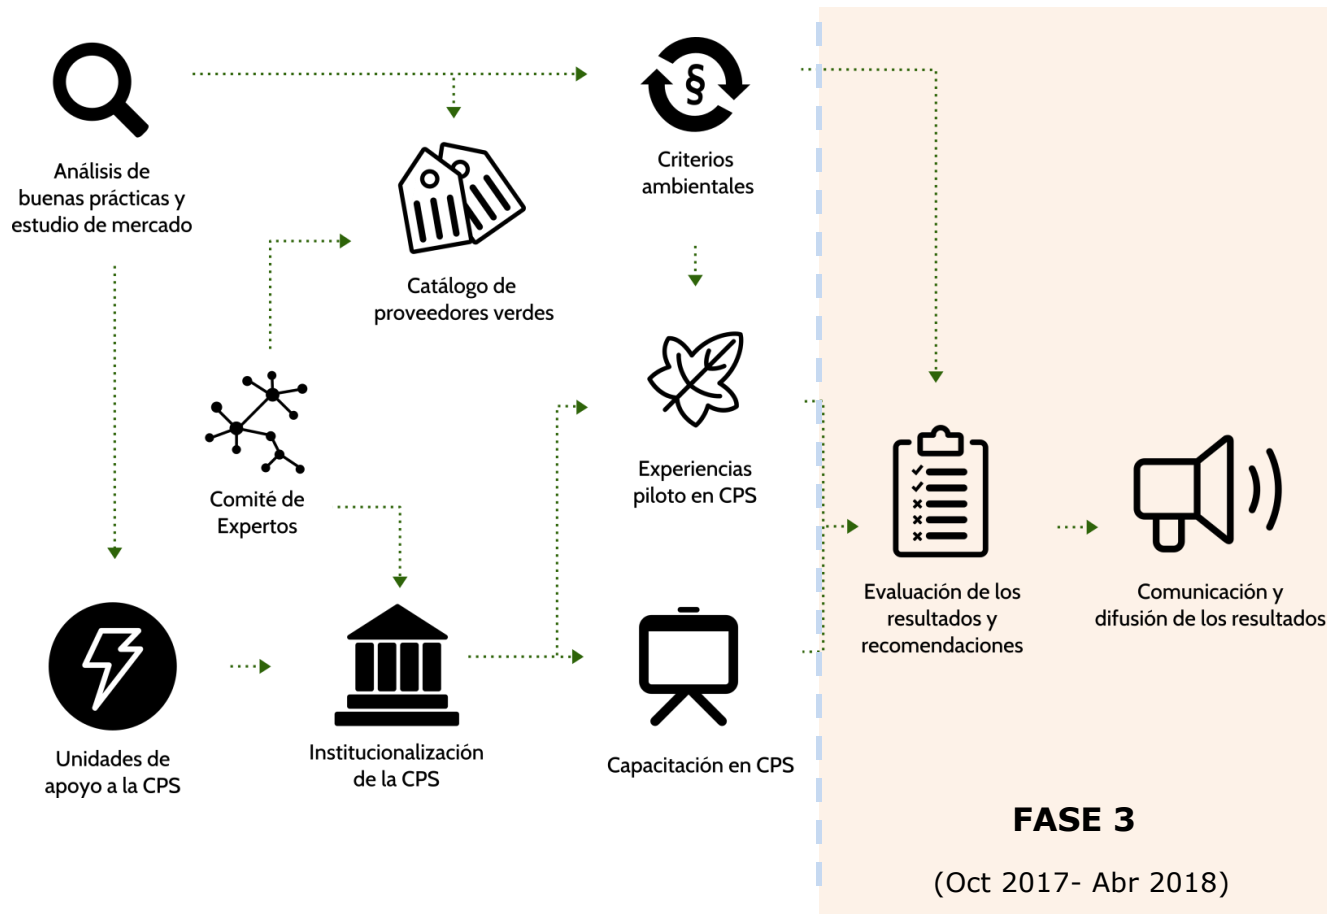 Análisis de
buenas prácticas y
estudio de mercado
§
Criterios
ambientales
Catálogo de
proveedores verdes
Comité de
Expertos
Experiencias
piloto en CPS
Unidades de
apoyo a la CPS
Institucionalización
de la CPS
Capacitación en CPS
Evaluación de los
resultados y
recomendaciones
Comunicación y
difusión de los resultados
FASE 3
(Oct 2017- Abr 2018)